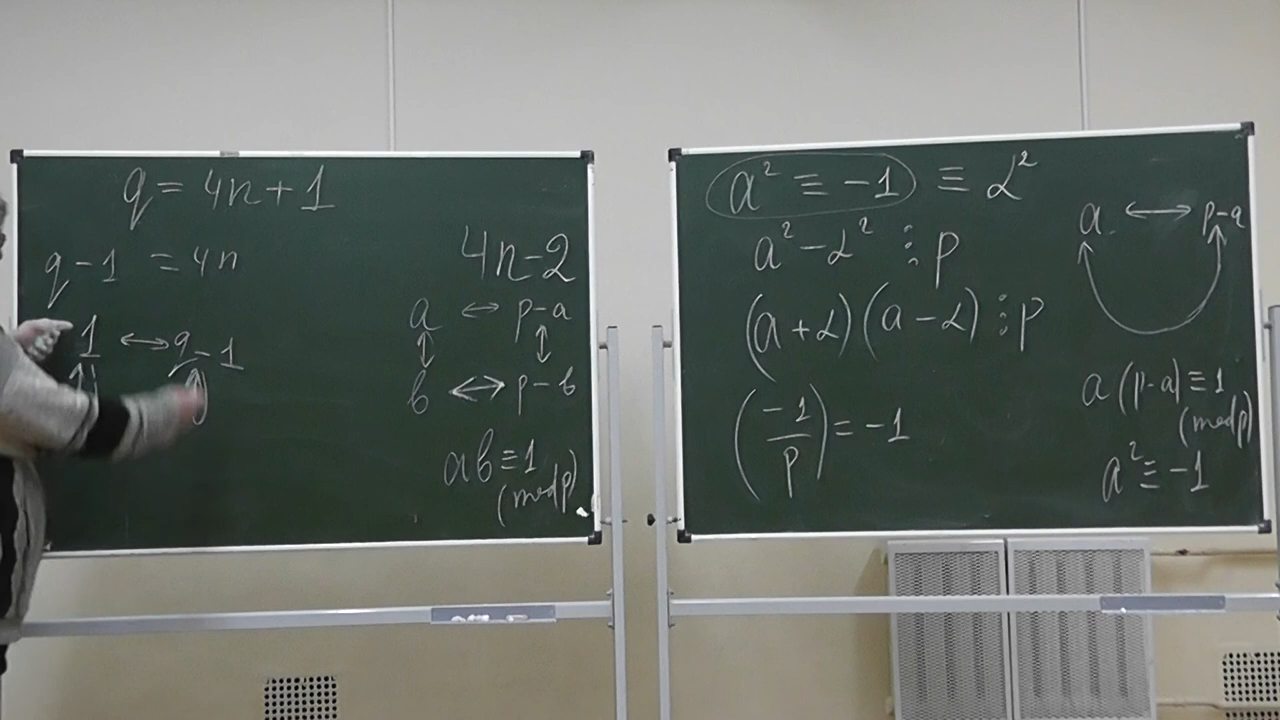 q = 4n + 1
q - 1 = 4n
1 ↔ q - 1
4n - 2
a ↔ p - a
↕ ↕
b ↔ p - b
ab ≡ 1
(mod p)
a² ≡ -1 ≡ α²
a² - α² ⋮ p
(a + α)(a - α) ⋮ p
(-1/p) = -1
a ↔ p - a
a(p-a) ≡ 1
(mod p)
a² ≡ -1